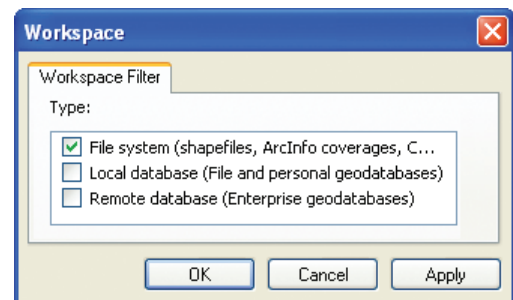 Workspace
Workspace Filter
Type:
File system (shapefiles, ArcInfo coverages, C...
Local database (File and personal geodatabases)
Remote database (Enterprise geodatabases)
OK Cancel Apply